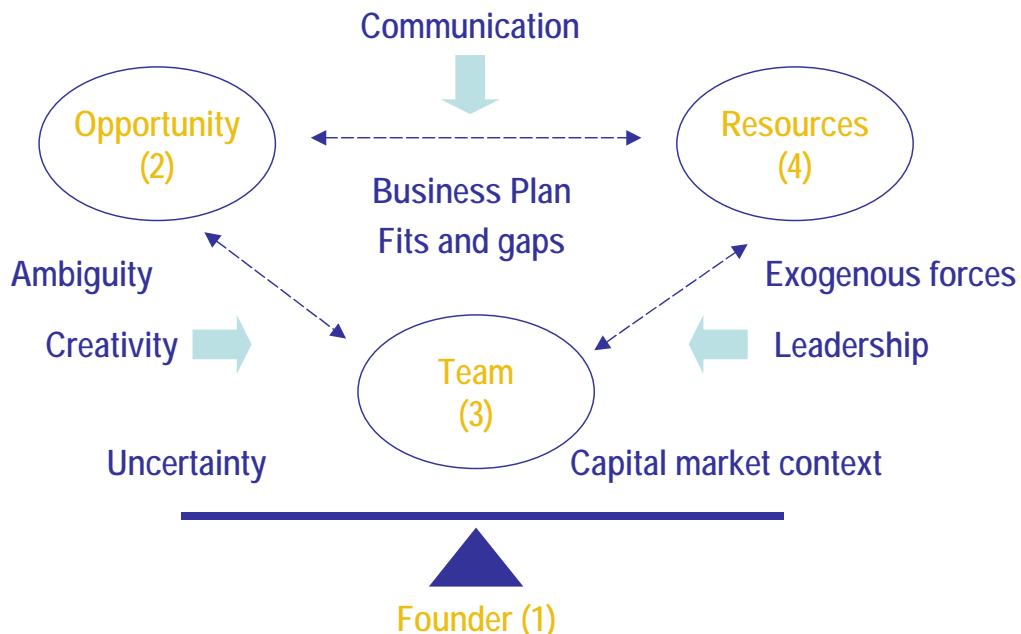 Communication
Opportunity
(2)
Resources
(4)
Business Plan
Fits and gaps
Ambiguity
Exogenous forces
Creativity
Leadership
Team
(3)
Uncertainty
Capital market context
Founder (1)